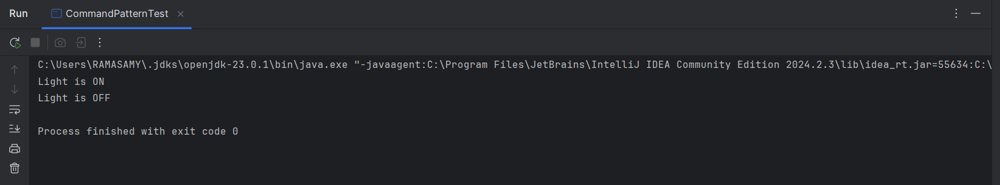 Run CommandPatternTest
C:\Users\RAMASAMY\.jdks\openjdk-23.0.1\bin\java.exe "-javaagent:C:\Program Files\JetBrains\IntelliJ IDEA Community Edition 2024.2.3\lib\idea_rt.jar=55634:C:\
Light is ON
Light is OFF
Process finished with exit code 0